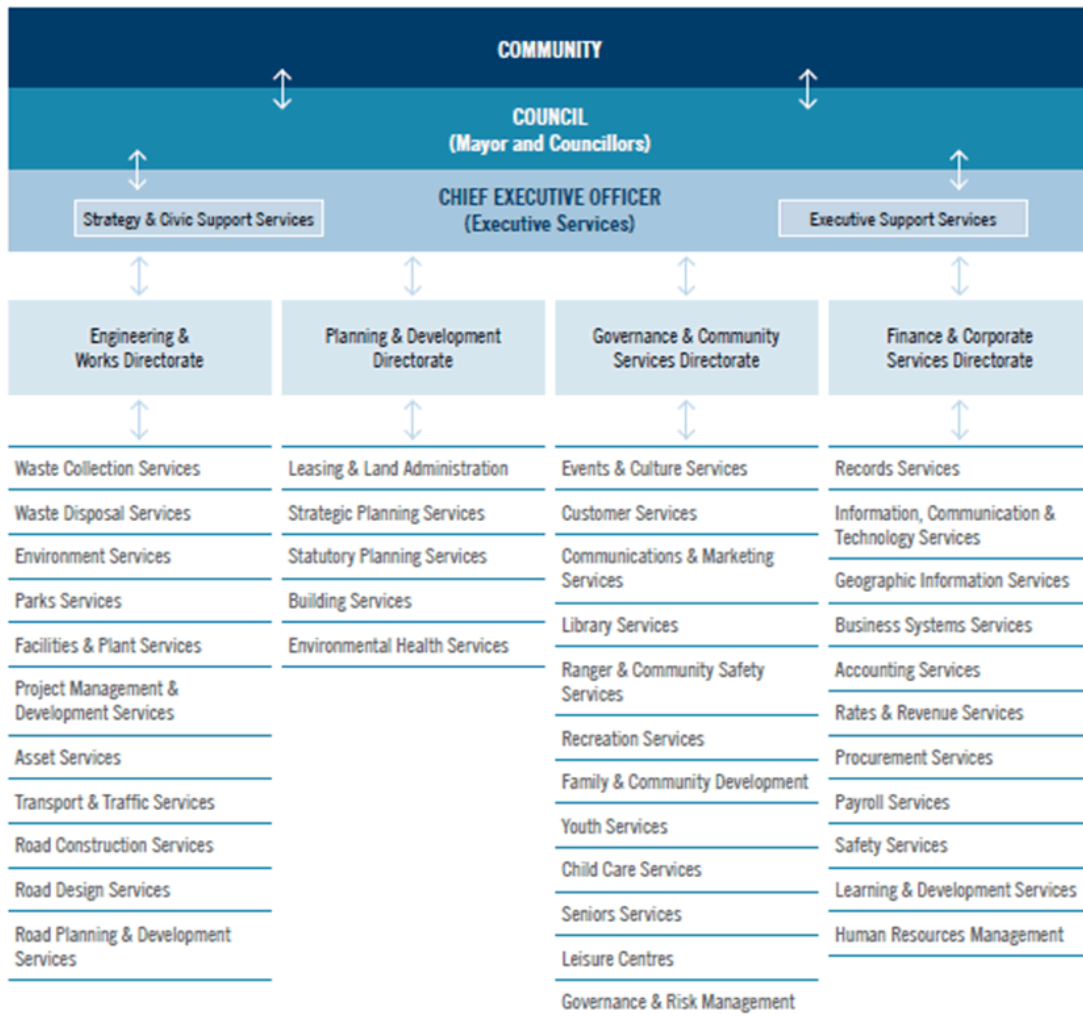 COMMUNITY
COUNCIL
(Mayor and Councillors)
CHIEF EXECUTIVE OFFICER
(Executive Services)
Strategy & Civic Support Services
Executive Support Services
Engineering &
Works Directorate
Planning & Development
Directorate
Governance & Community
Services Directorate
Finance & Corporate
Services Directorate
Waste Collection Services
Waste Disposal Services
Environment Services
Parks Services
Facilities & Plant Services
Project Management &
Development Services
Asset Services
Transport & Traffic Services
Road Construction Services
Road Design Services
Road Planning & Development
Services
Leasing & Land Administration
Strategic Planning Services
Statutory Planning Services
Building Services
Environmental Health Services
Events & Culture Services
Customer Services
Communications & Marketing
Services
Library Services
Ranger & Community Safety
Services
Recreation Services
Family & Community Development
Youth Services
Child Care Services
Seniors Services
Leisure Centres
Governance & Risk Management
Records Services
Information, Communication &
Technology Services
Geographic Information Services
Business Systems Services
Accounting Services
Rates & Revenue Services
Procurement Services
Payroll Services
Safety Services
Learning & Development Services
Human Resources Management